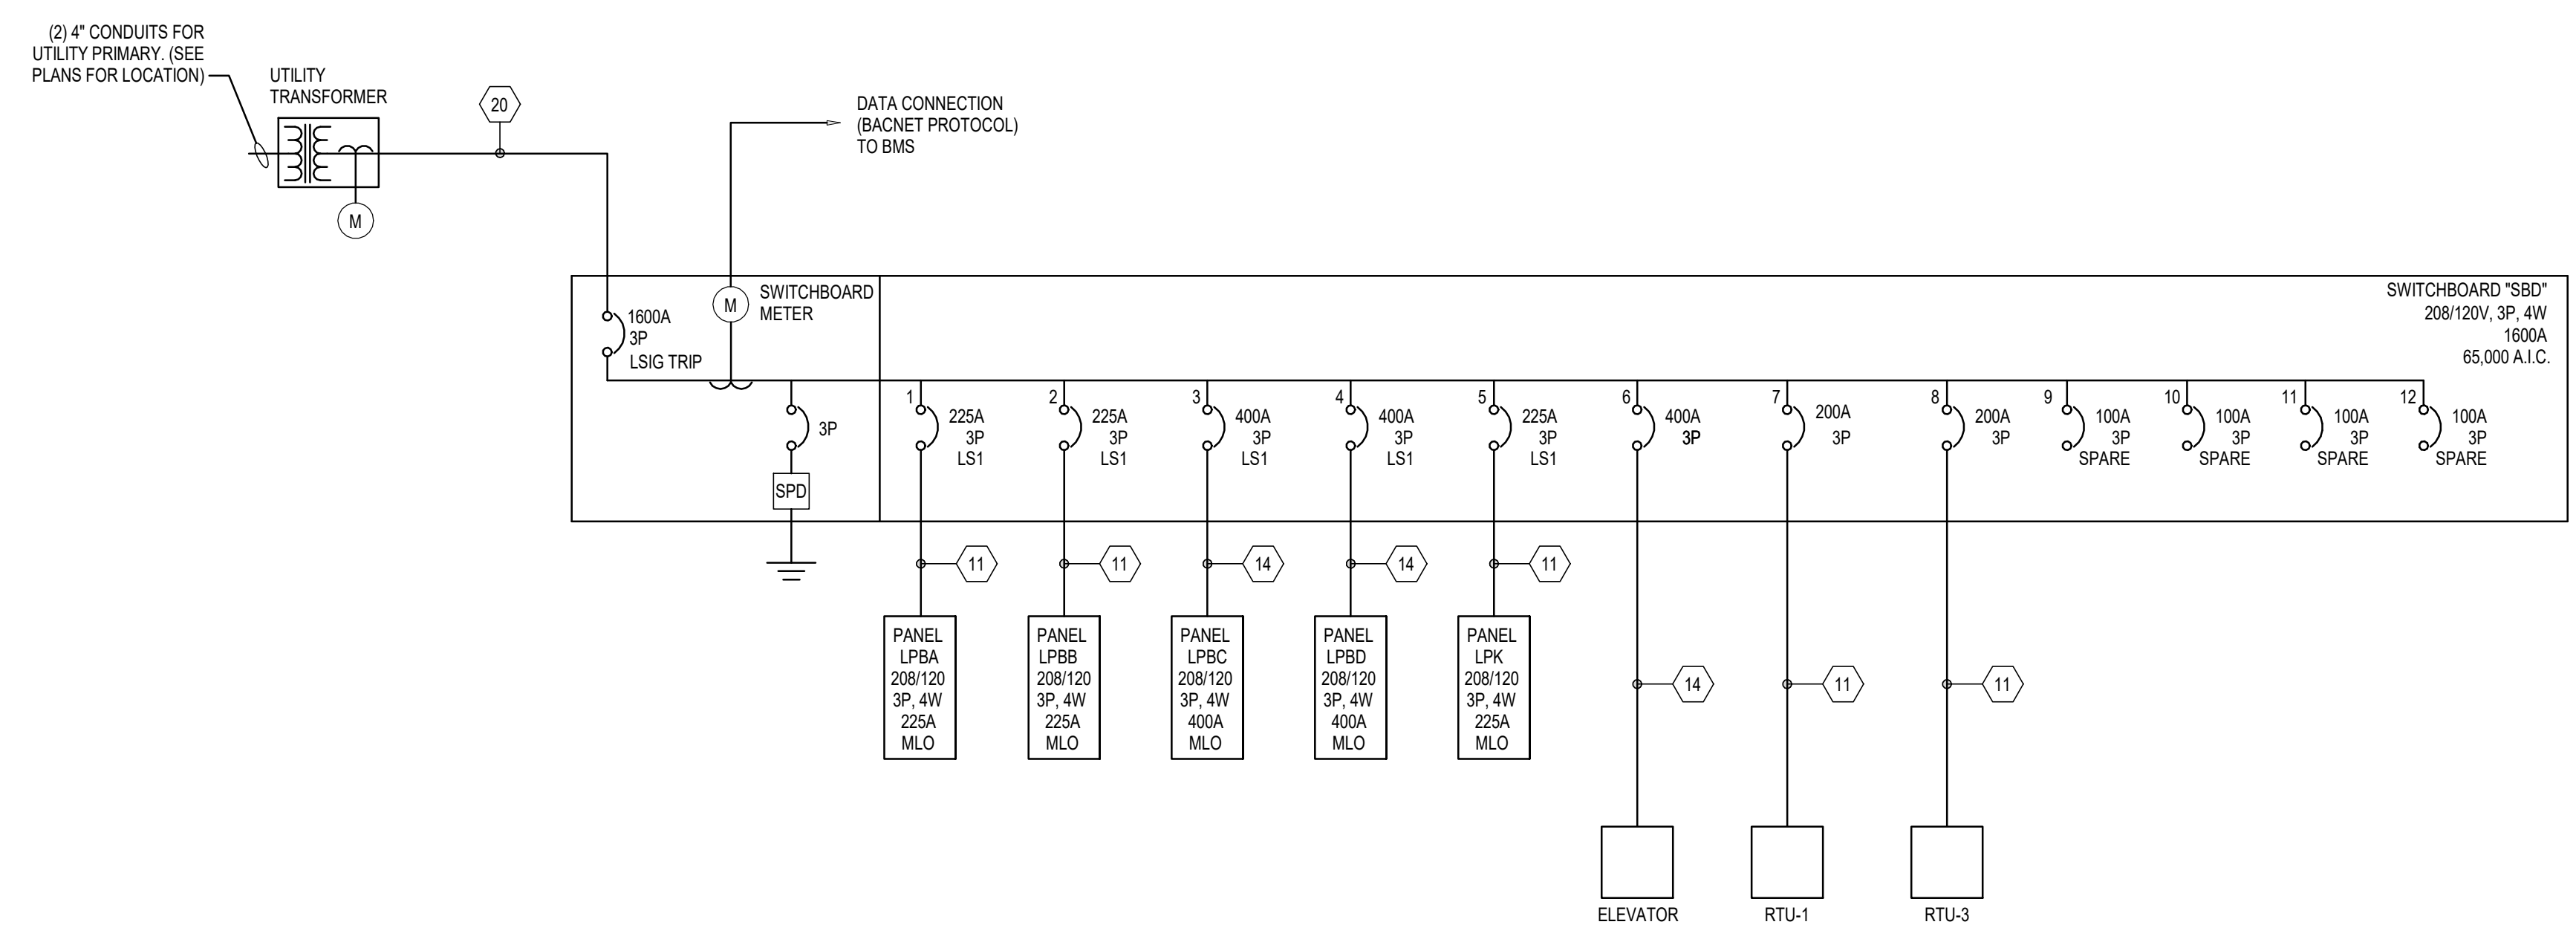 (2) 4" CONDUITS FOR
UTILITY PRIMARY. (SEE
PLANS FOR LOCATION)
UTILITY
TRANSFORMER
M
20
DATA CONNECTION
(BACNET PROTOCOL)
TO BMS
1600A
3P
LSIG TRIP
M
SWITCHBOARD
METER
3P
SPD
SWITCHBOARD "SBD"
208/120V, 3P, 4W
1600A
65,000 A.I.C.
1
225A
3P
LS1
2
225A
3P
LS1
3
400A
3P
LS1
4
400A
3P
LS1
5
225A
3P
LS1
6
400A
3P
7
200A
3P
8
200A
3P
9
100A
3P
SPARE
10
100A
3P
SPARE
11
100A
3P
SPARE
12
100A
3P
SPARE
11
11
14
14
11
PANEL
LPBA
208/120
3P, 4W
225A
MLO
PANEL
LPBB
208/120
3P, 4W
225A
MLO
PANEL
LPBC
208/120
3P, 4W
400A
MLO
PANEL
LPBD
208/120
3P, 4W
400A
MLO
PANEL
LPK
208/120
3P, 4W
225A
MLO
14
11
11
ELEVATOR
RTU-1
RTU-3